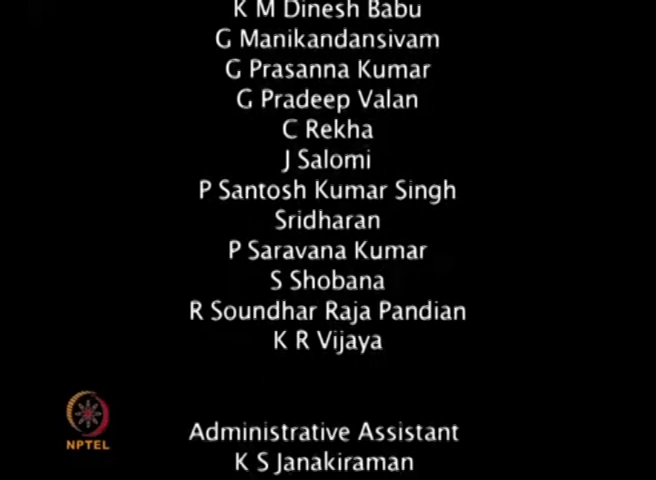 K M Dinesh Babu
G Manikandansivam
G Prasanna Kumar
G Pradeep Valan
C Rekha
J Salomi
P Santosh Kumar Singh
Sridharan
P Saravana Kumar
S Shobana
R Soundhar Raja Pandian
K R Vijaya
NPTEL
Administrative Assistant
K S Janakiraman